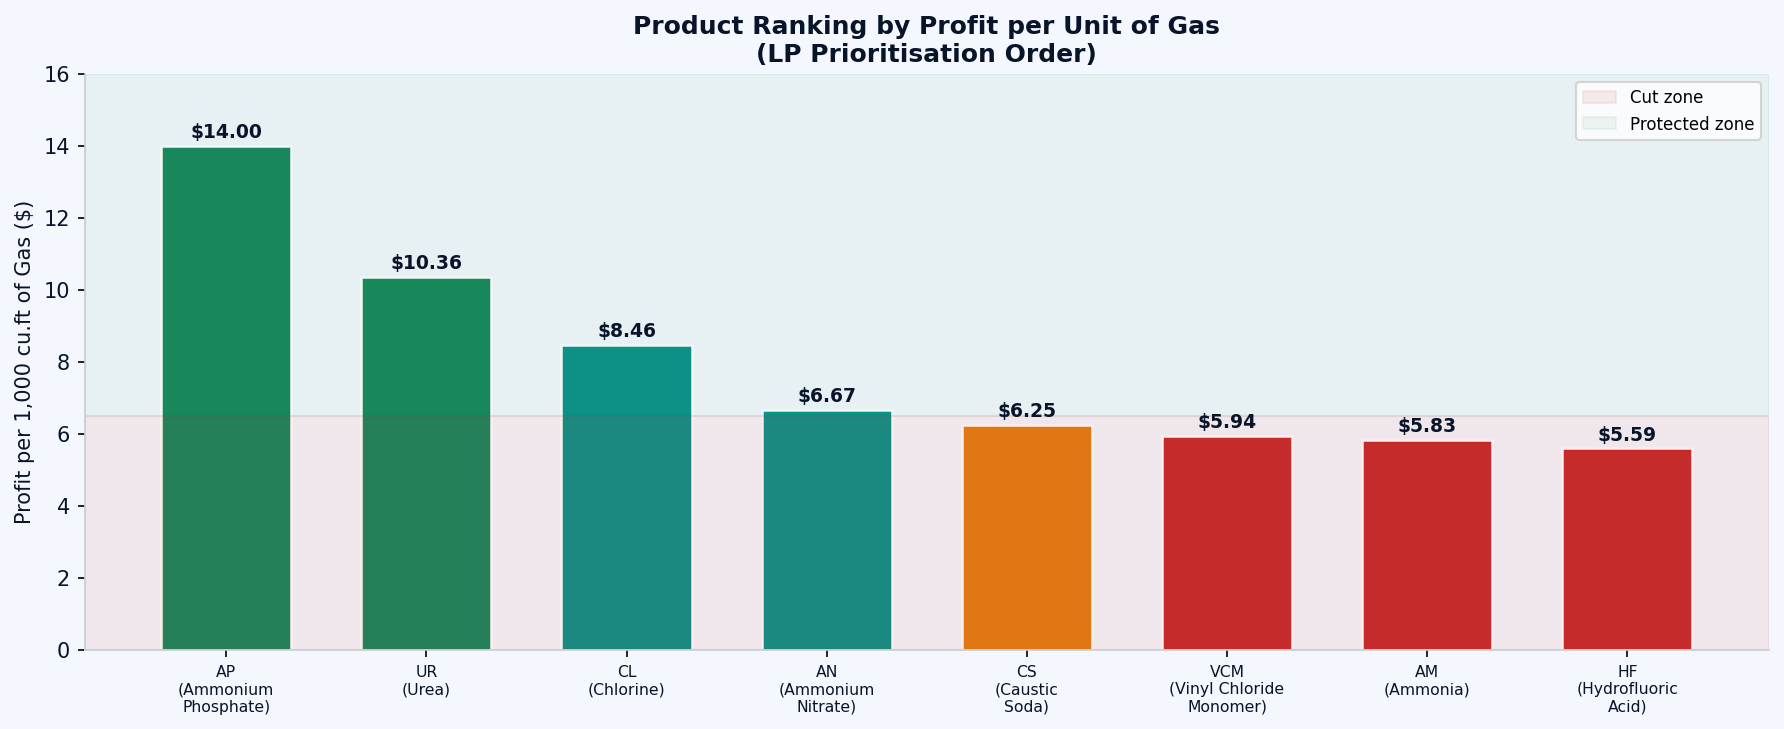 Product Ranking by Profit per Unit of Gas
(LP Prioritisation Order)
Profit per 1,000 cu.ft of Gas ($)
16
14
12
10
8
6
4
2
0
Cut zone
Protected zone
$14.00
$10.36
$8.46
$6.67
$6.25
$5.94
$5.83
$5.59
AP
(Ammonium
Phosphate)
UR
(Urea)
CL
(Chlorine)
AN
(Ammonium
Nitrate)
CS
(Caustic
Soda)
VCM
(Vinyl Chloride
Monomer)
AM
(Ammonia)
HF
(Hydrofluoric
Acid)